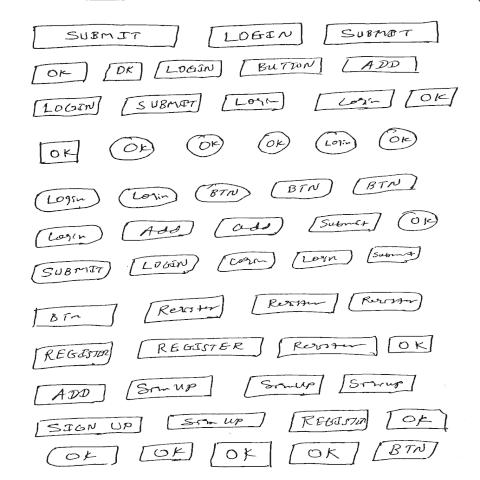 SUBMIT LOGIN SUBMIT
OK OK LOGIN BUTTON ADD
LOGIN SUBMIT Login Login OK
OK OK OK OK Login OK
Login Login BTN BTN BTN
Login Add add Submit OK
SUBMIT LOGIN Login Login Submit
BTn Register Register Register
REGISTER REGISTER Register OK
ADD Sign Up Sign Up Sign up
SIGN UP Sign Up REGISTER OK
OK OK OK OK BTN